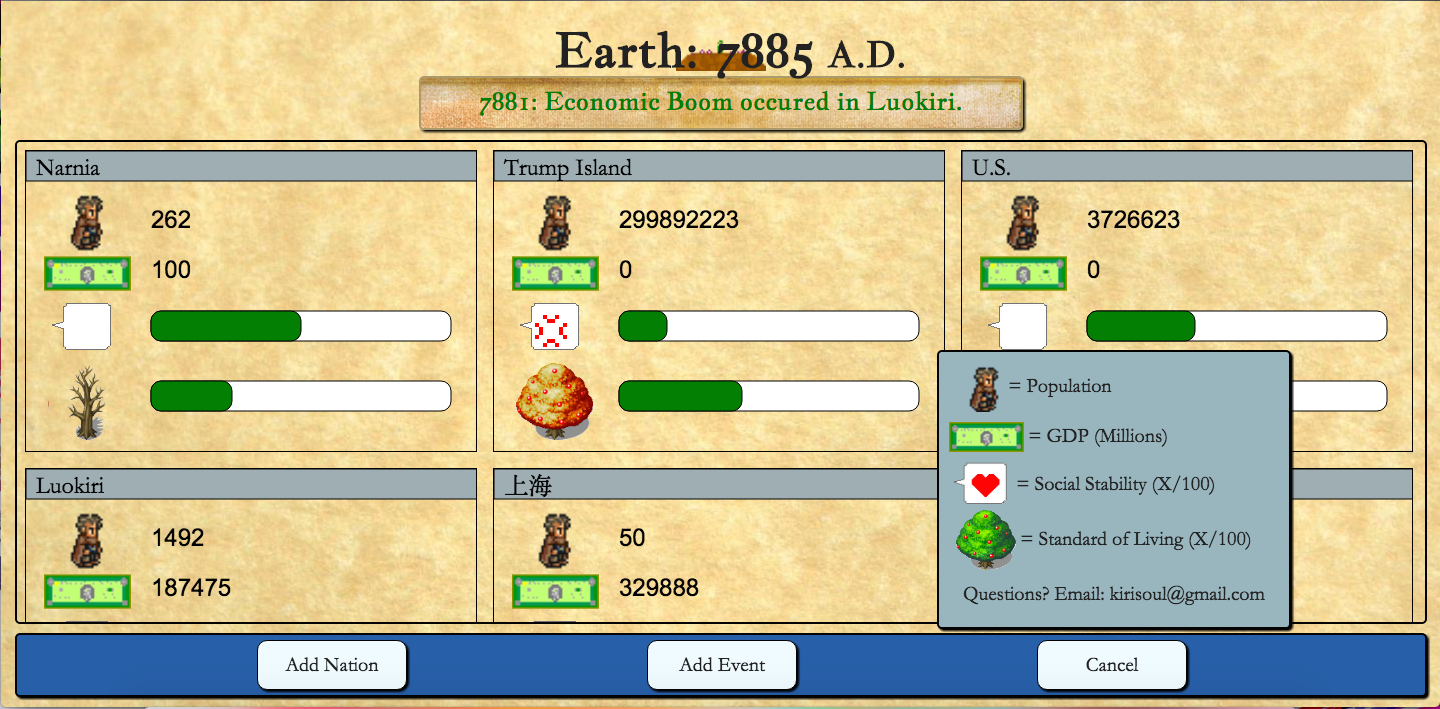 Earth: 7885 A.D.
7881: Economic Boom occured in Luokiri.
Narnia
262
100
Trump Island
299892223
0
U.S.
3726623
0
Luokiri
1492
187475
上海
50
329888
= Population
= GDP (Millions)
= Social Stability (X/100)
= Standard of Living (X/100)
Questions? Email: kirisoul@gmail.com
Add Nation
Add Event
Cancel